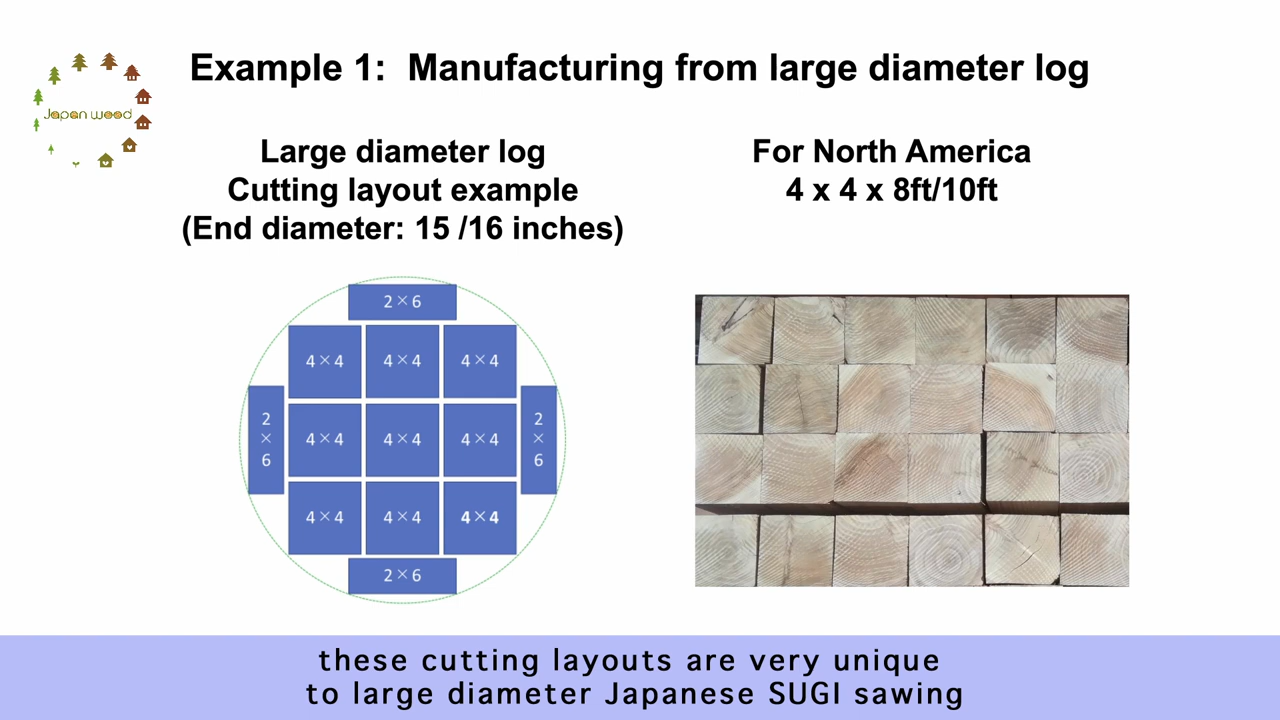 Example 1: Manufacturing from large diameter log
Japan wood
Large diameter log
Cutting layout example
(End diameter: 15 /16 inches)
For North America
4 x 4 x 8ft/10ft
2×6
4×4 4×4 4×4
2
×
6
4×4 4×4 4×4
2
×
6
4×4 4×4 4×4
2×6
these cutting layouts are very unique
to large diameter Japanese SUGI sawing